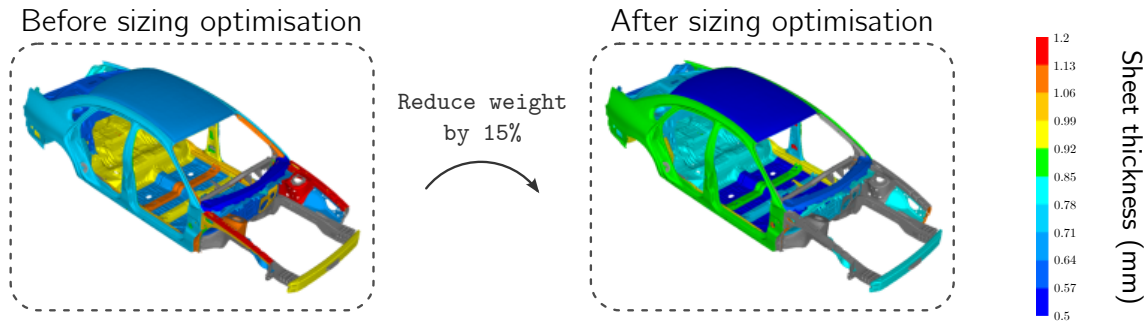 Before sizing optimisation
After sizing optimisation
Reduce weight
by 15%
1.2
1.13
1.06
0.99
0.92
0.85
0.78
0.71
0.64
0.57
0.5
Sheet thickness (mm)